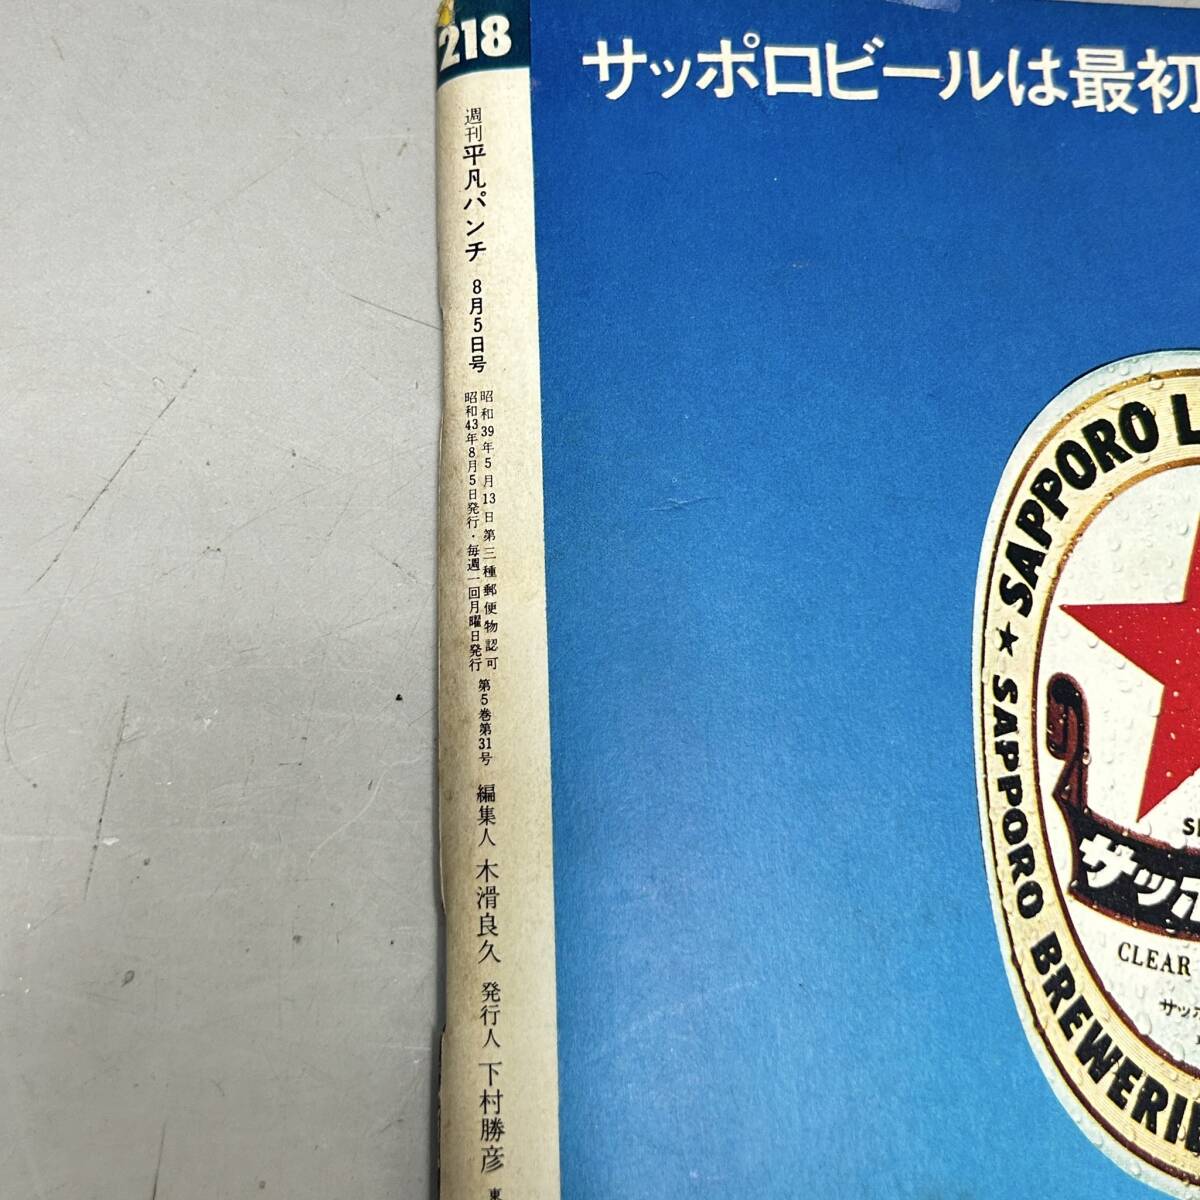 218
週刊平凡パンチ 8月5日号
昭和39年5月13日第三種郵便物認可
昭和43年8月5日発行・毎週一回月曜日発行
第5巻第31号
編集人 木滑良久
発行人 下村勝彦
東
サッポロビールは最初
SAPPORO L
★ SAPPORO BREWERIE
サッポ
CLEAR
サッポ